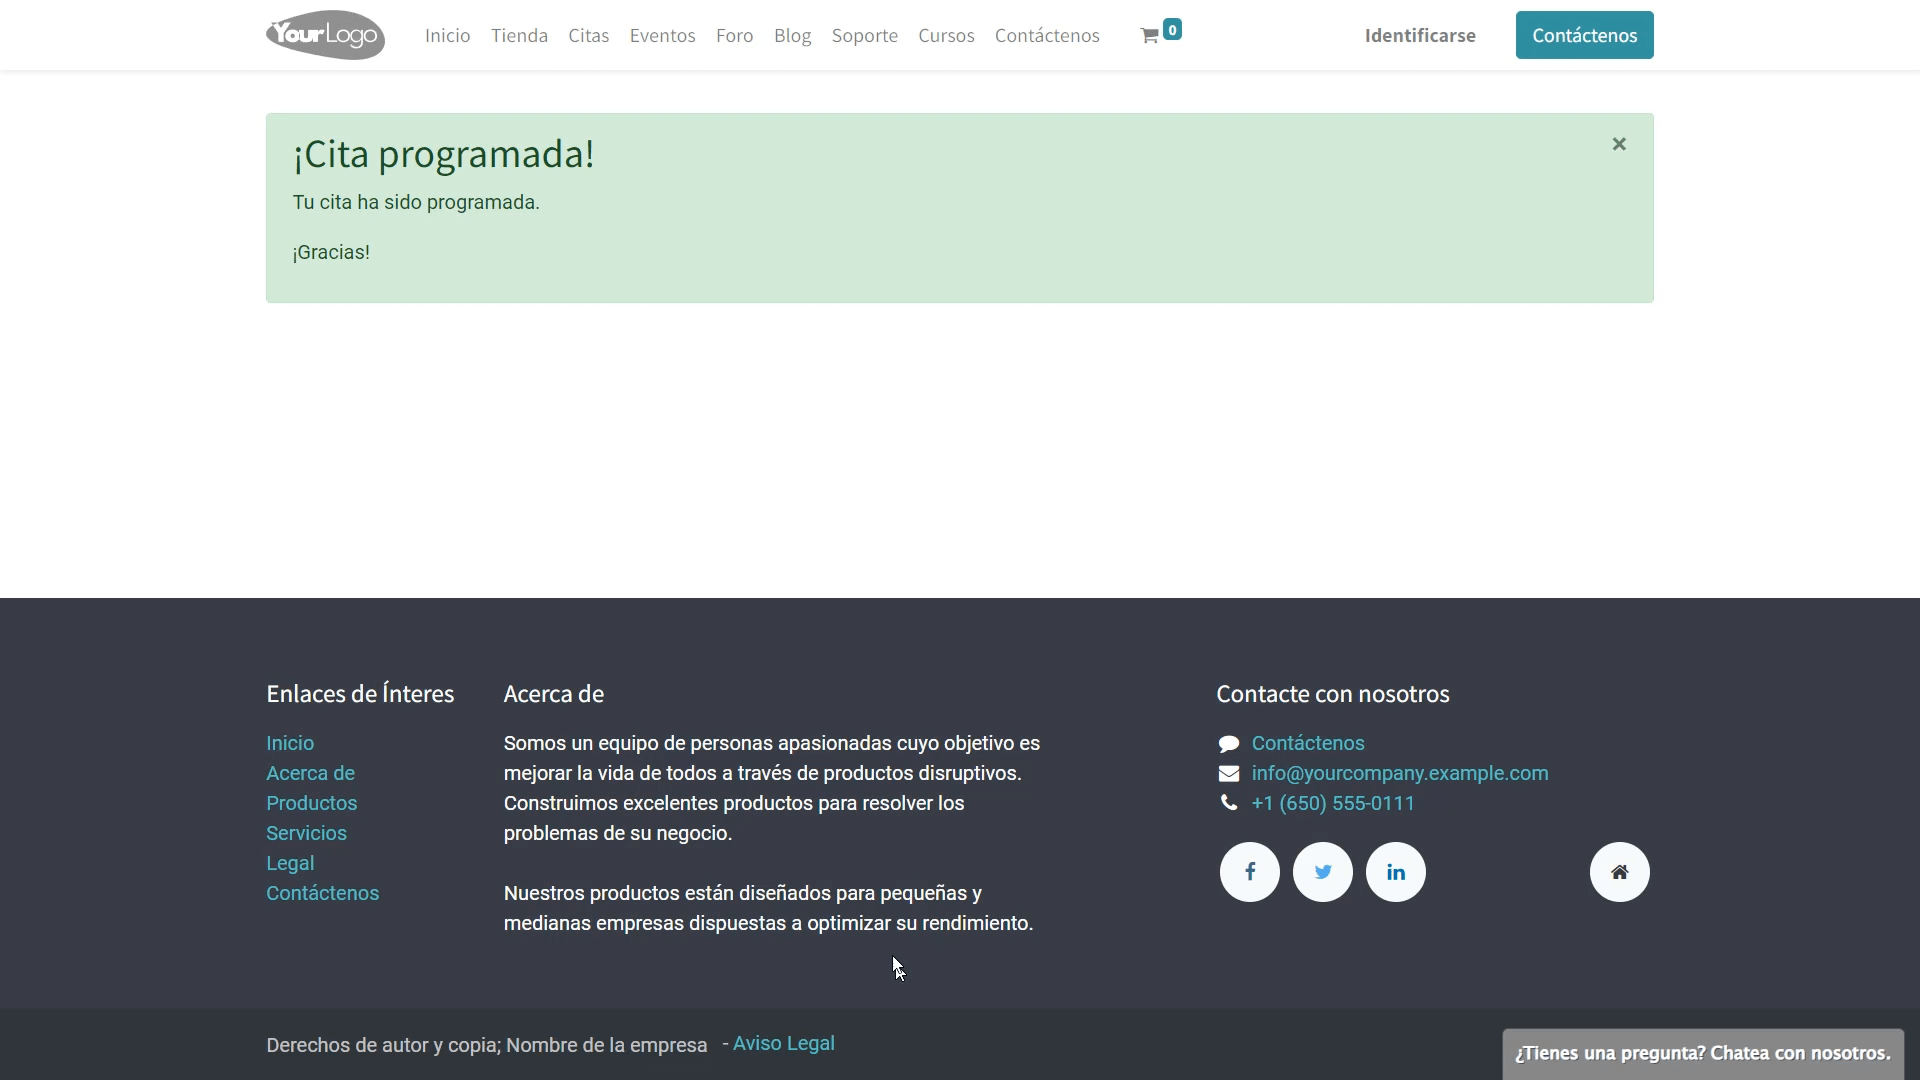 YourLogo
Inicio Tienda Citas Eventos Foro Blog Soporte Cursos Contáctenos 0 Identificarse Contáctenos
¡Cita programada!
×
Tu cita ha sido programada.
¡Gracias!
Enlaces de Ínteres
Inicio
Acerca de
Productos
Servicios
Legal
Contáctenos
Acerca de
Somos un equipo de personas apasionadas cuyo objetivo es
mejorar la vida de todos a través de productos disruptivos.
Construimos excelentes productos para resolver los
problemas de su negocio.
Nuestros productos están diseñados para pequeñas y
medianas empresas dispuestas a optimizar su rendimiento.
Contacte con nosotros
Contáctenos
info@yourcompany.example.com
+1 (650) 555-0111
Derechos de autor y copia; Nombre de la empresa - Aviso Legal
¿Tienes una pregunta? Chatea con nosotros.